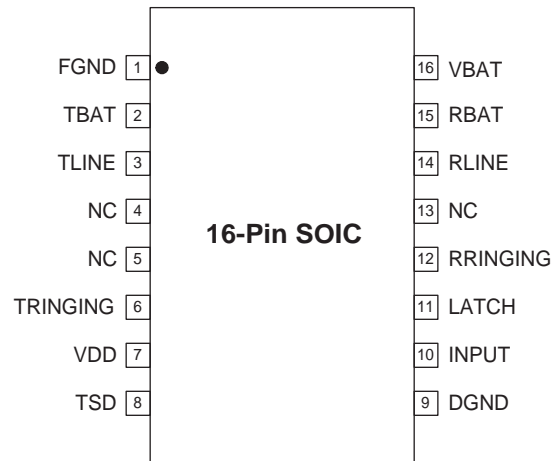 FGND 1 16 VBAT
TBAT 2 15 RBAT
TLINE 3 14 RLINE
NC 4 13 NC
16-Pin SOIC
NC 5 12 RRINGING
TRINGING 6 11 LATCH
VDD 7 10 INPUT
TSD 8 9 DGND